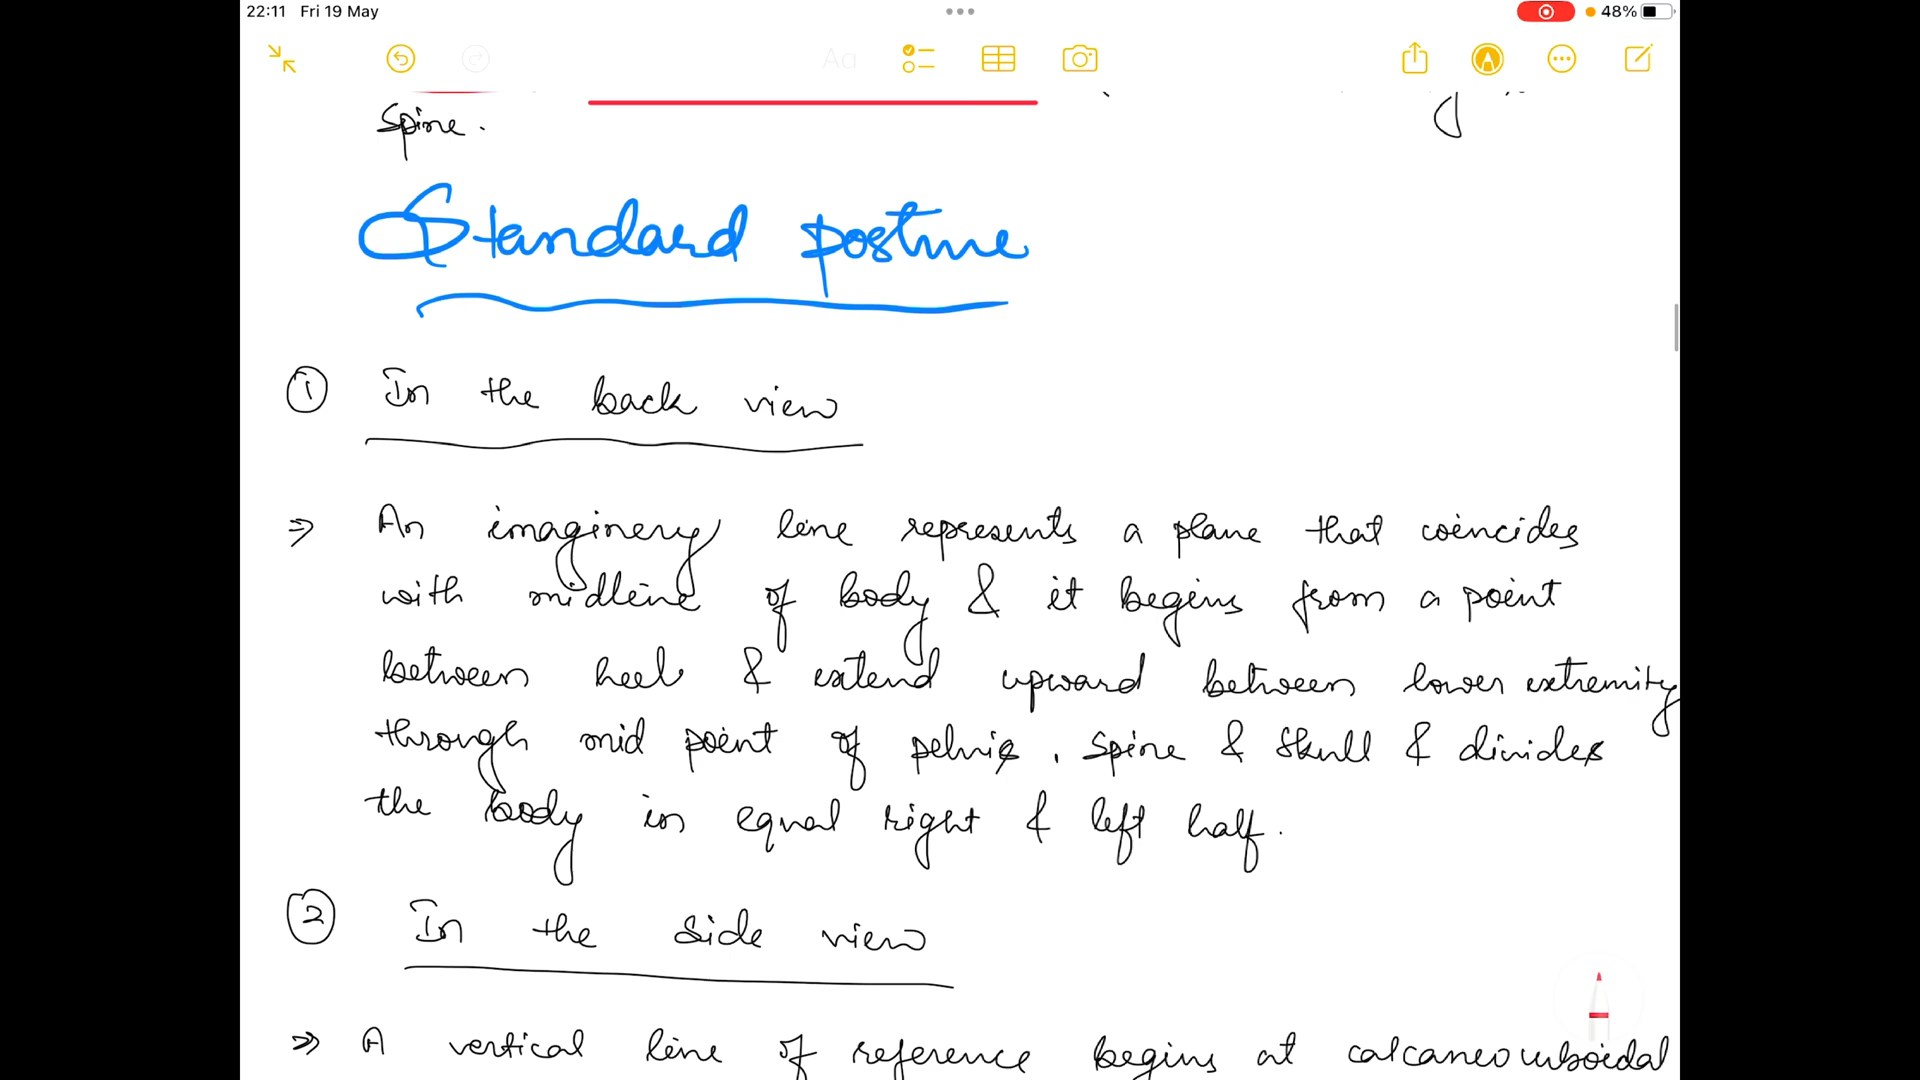 22:11 Fri 19 May
48%
Aa
Spine.
Standard posture
1 In the back view
⇒ An imaginery line represents a plane that coincides
with midline of body & it begins from a point
between heel & extend upward between lower extremity
through mid point of pelvis, spine & skull & divides
the body in equal right & left half.
2 In the side view
⇒ A vertical line of reference begins at calcaneocuboidal